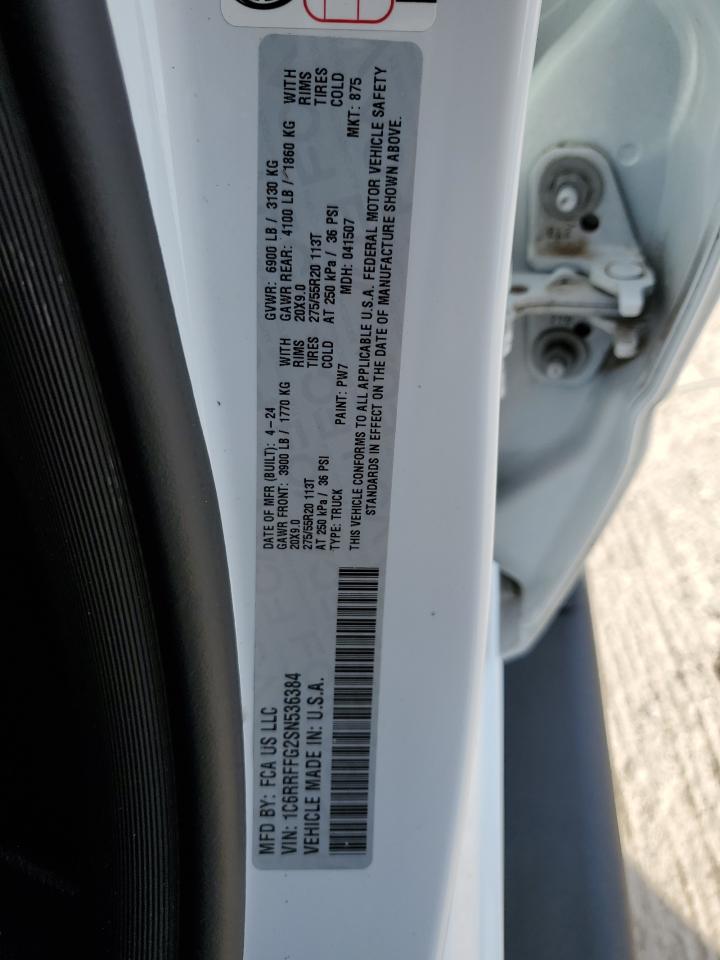 MFD BY: FCA US LLC
VIN: 1C6RRFFG2SN536384
VEHICLE MADE IN: U.S.A.
DATE OF MFR (BUILT): 4-24
GVWR: 6900 LB / 3130 KG
GAWR FRONT: 3900 LB / 1770 KG WITH
20X9.0 RIMS
275/55R20 113T TIRES
AT 250 kPa / 36 PSI COLD
GAWR REAR: 4100 LB / 1860 KG WITH
20X9.0 RIMS
275/55R20 113T TIRES
AT 250 kPa / 36 PSI COLD
TYPE: TRUCK PAINT: PW7 MDH: 041507 MKT: 875
THIS VEHICLE CONFORMS TO ALL APPLICABLE U.S.A. FEDERAL MOTOR VEHICLE SAFETY
STANDARDS IN EFFECT ON THE DATE OF MANUFACTURE SHOWN ABOVE.